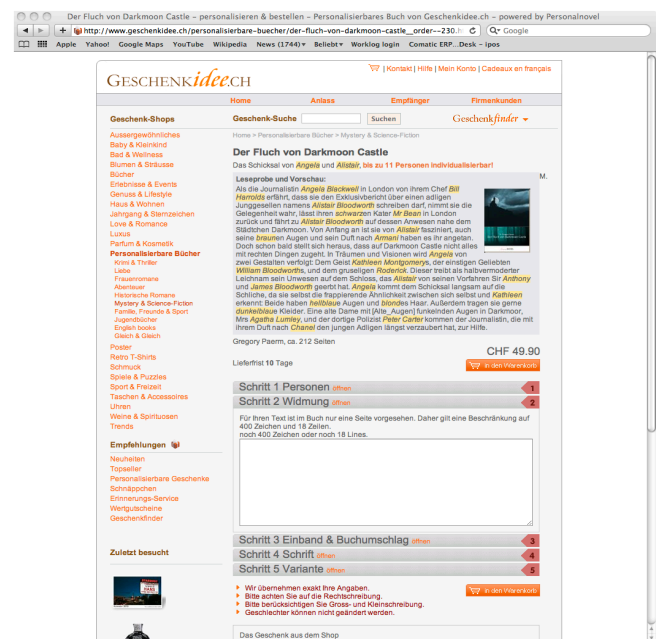 Der Fluch von Darkmoon Castle – personalisieren & bestellen – Personalisierbares Buch von Geschenkidee.ch – powered by Personalnovel
http://www.geschenkidee.ch/personalisierbare-buecher/der-fluch-von-darkmoon-castle__order--230.h
Google
Apple Yahoo! Google Maps YouTube Wikipedia News (1744) Beliebt Worklog login Comatic ERP...Desk – ipos
GESCHENKidee.CH
| Kontakt | Hilfe | Mein Konto | Cadeaux en français
Home Anlass Empfänger Firmenkunden
Geschenk-Shops
Aussergewöhnliches
Baby & Kleinkind
Bad & Wellness
Blumen & Sträusse
Bücher
Erlebnisse & Events
Genuss & Lifestyle
Haus & Wohnen
Jahrgang & Sternzeichen
Love & Romance
Luxus
Parfum & Kosmetik
Personalisierbare Bücher
Krimi & Thriller
Liebe
Frauenromane
Abenteuer
Historische Romane
Mystery & Science-Fiction
Familie, Freunde & Sport
Jugendbücher
English books
Gleich & Gleich
Poster
Retro T-Shirts
Schmuck
Spiele & Puzzles
Sport & Freizeit
Taschen & Accessoires
Uhren
Weine & Spirituosen
Trends
Empfehlungen
Neuheiten
Topseller
Personalisierbare Geschenke
Schnäppchen
Erinnerungs-Service
Wertgutscheine
Geschenkfinder
Zuletzt besucht
Geschenk-Suche Suchen Geschenkfinder
Home > Personalisierbare Bücher > Mystery & Science-Fiction
Der Fluch von Darkmoon Castle
Das Schicksal von Angela und Alistair, bis zu 11 Personen individualisierbar!
Leseprobe und Vorschau:
M.
Als die Journalistin Angela Blackwell in London von ihrem Chef Bill
Harrolds erfährt, dass sie den Exklusivbericht über einen adligen
Junggesellen namens Alistair Bloodworth schreiben darf, nimmt sie die
Gelegenheit wahr, lässt ihren schwarzen Kater Mr Bean in London
zurück und fährt zu Alistair Bloodworth auf dessen Anwesen nahe dem
Städtchen Darkmoon. Von Anfang an ist sie von Alistair fasziniert, auch
seine braunen Augen und sein Duft nach Armani haben es ihr angetan.
Doch schon bald stellt sich heraus, dass auf Darkmoon Castle nicht alles
mit rechten Dingen zugeht. In Träumen und Visionen wird Angela von
zwei Gestalten verfolgt: Dem Geist Kathleen Montgomerys, der einstigen Geliebten
William Bloodworths, und dem gruseligen Roderick. Dieser treibt als halbvermoderter
Leichnam sein Unwesen auf dem Schloss, das Alistair von seinen Vorfahren Sir Anthony
und James Bloodworth geerbt hat. Angela kommt dem Schicksal langsam auf die
Schliche, da sie selbst die frappierende Ähnlichkeit zwischen sich selbst und Kathleen
erkennt: Beide haben hellblaue Augen und blondes Haar. Außerdem tragen sie gerne
dunkelblaue Kleider. Eine alte Dame mit [Alte_Augen] funkelnden Augen in Darkmoor,
Mrs Agatha Lumley, und der dortige Polizist Peter Carter kommen der Journalistin, die mit
ihrem Duft nach Chanel den jungen Adligen längst verzaubert hat, zur Hilfe.
Gregory Paerm, ca. 212 Seiten
CHF 49.90
Lieferfrist 10 Tage
in den Warenkorb
Schritt 1 Personen öffnen 1
Schritt 2 Widmung öffnen 2
Für Ihren Text ist im Buch nur eine Seite vorgesehen. Daher gilt eine Beschränkung auf
400 Zeichen und 18 Zeilen.
noch 400 Zeichen oder noch 18 Lines.
Schritt 3 Einband & Buchumschlag öffnen 3
Schritt 4 Schrift öffnen 4
Schritt 5 Variante öffnen 5
Wir übernehmen exakt Ihre Angaben.
Bitte achten Sie auf die Rechtschreibung.
Bitte berücksichtigen Sie Gross- und Kleinschreibung.
Geschlechter können nicht geändert werden.
in den Warenkorb
Das Geschenk aus dem Shop